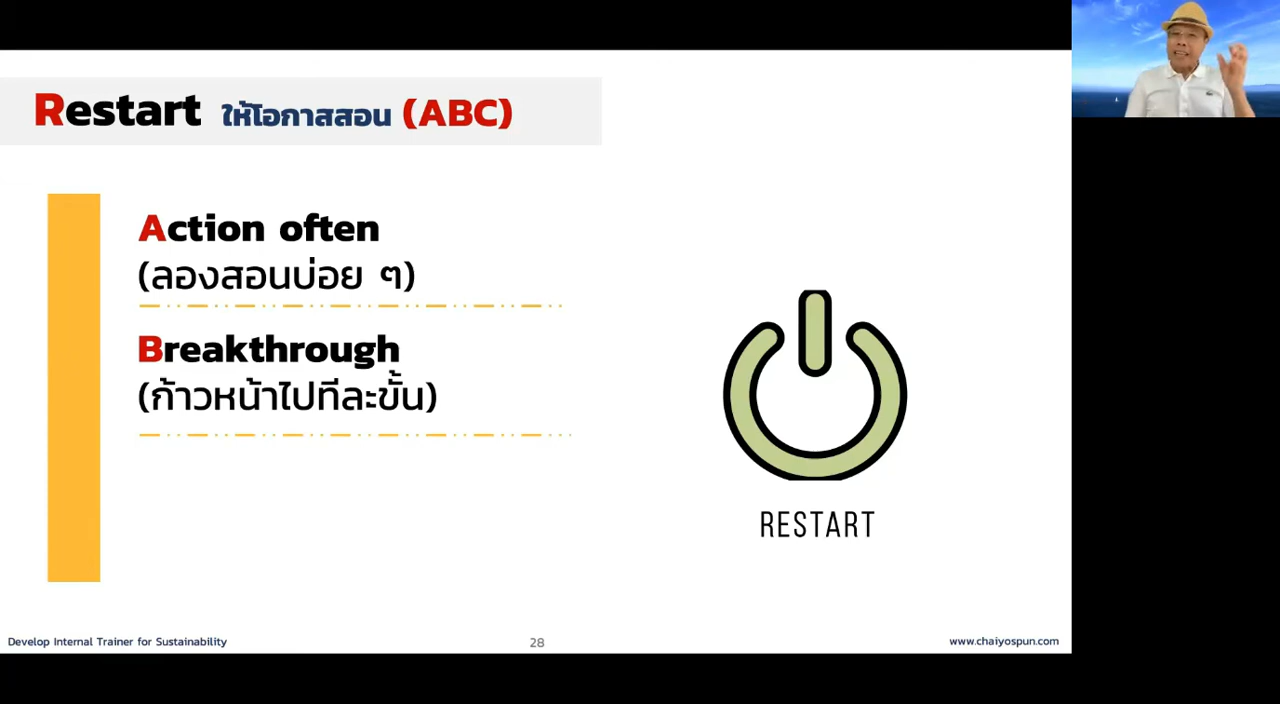 Restart ให้โอกาสสอน (ABC)
Action often
(ลองสอนบ่อย ๆ)
Breakthrough
(ก้าวหน้าไปทีละขั้น)
RESTART
Develop Internal Trainer for Sustainability
28
www.chaiyospun.com